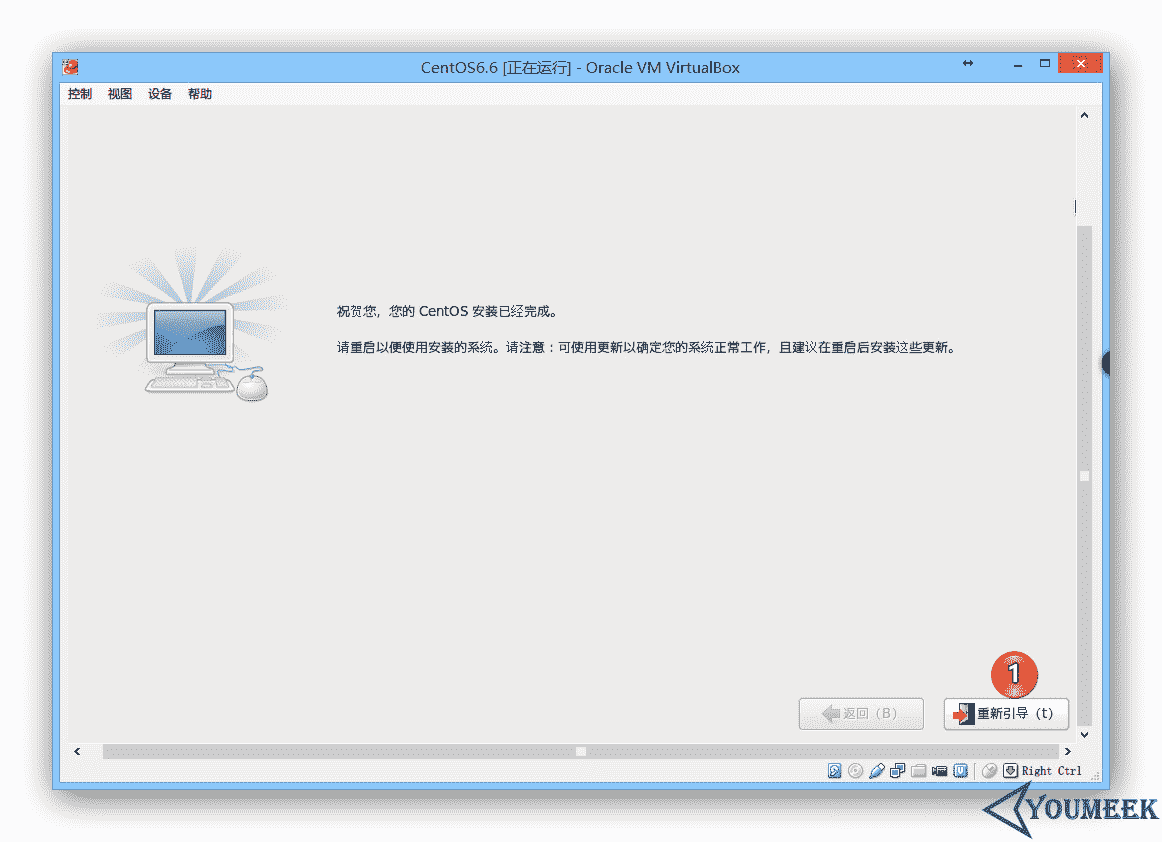 CentOS6.6 [正在运行] - Oracle VM VirtualBox
控制 视图 设备 帮助
祝贺您，您的 CentOS 安装已经完成。
请重启以便使用安装的系统。请注意：可使用更新以确定您的系统正常工作，且建议在重启后安装这些更新。
1
返回（B） 重新引导（t）
Right Ctrl
YOUMEEK